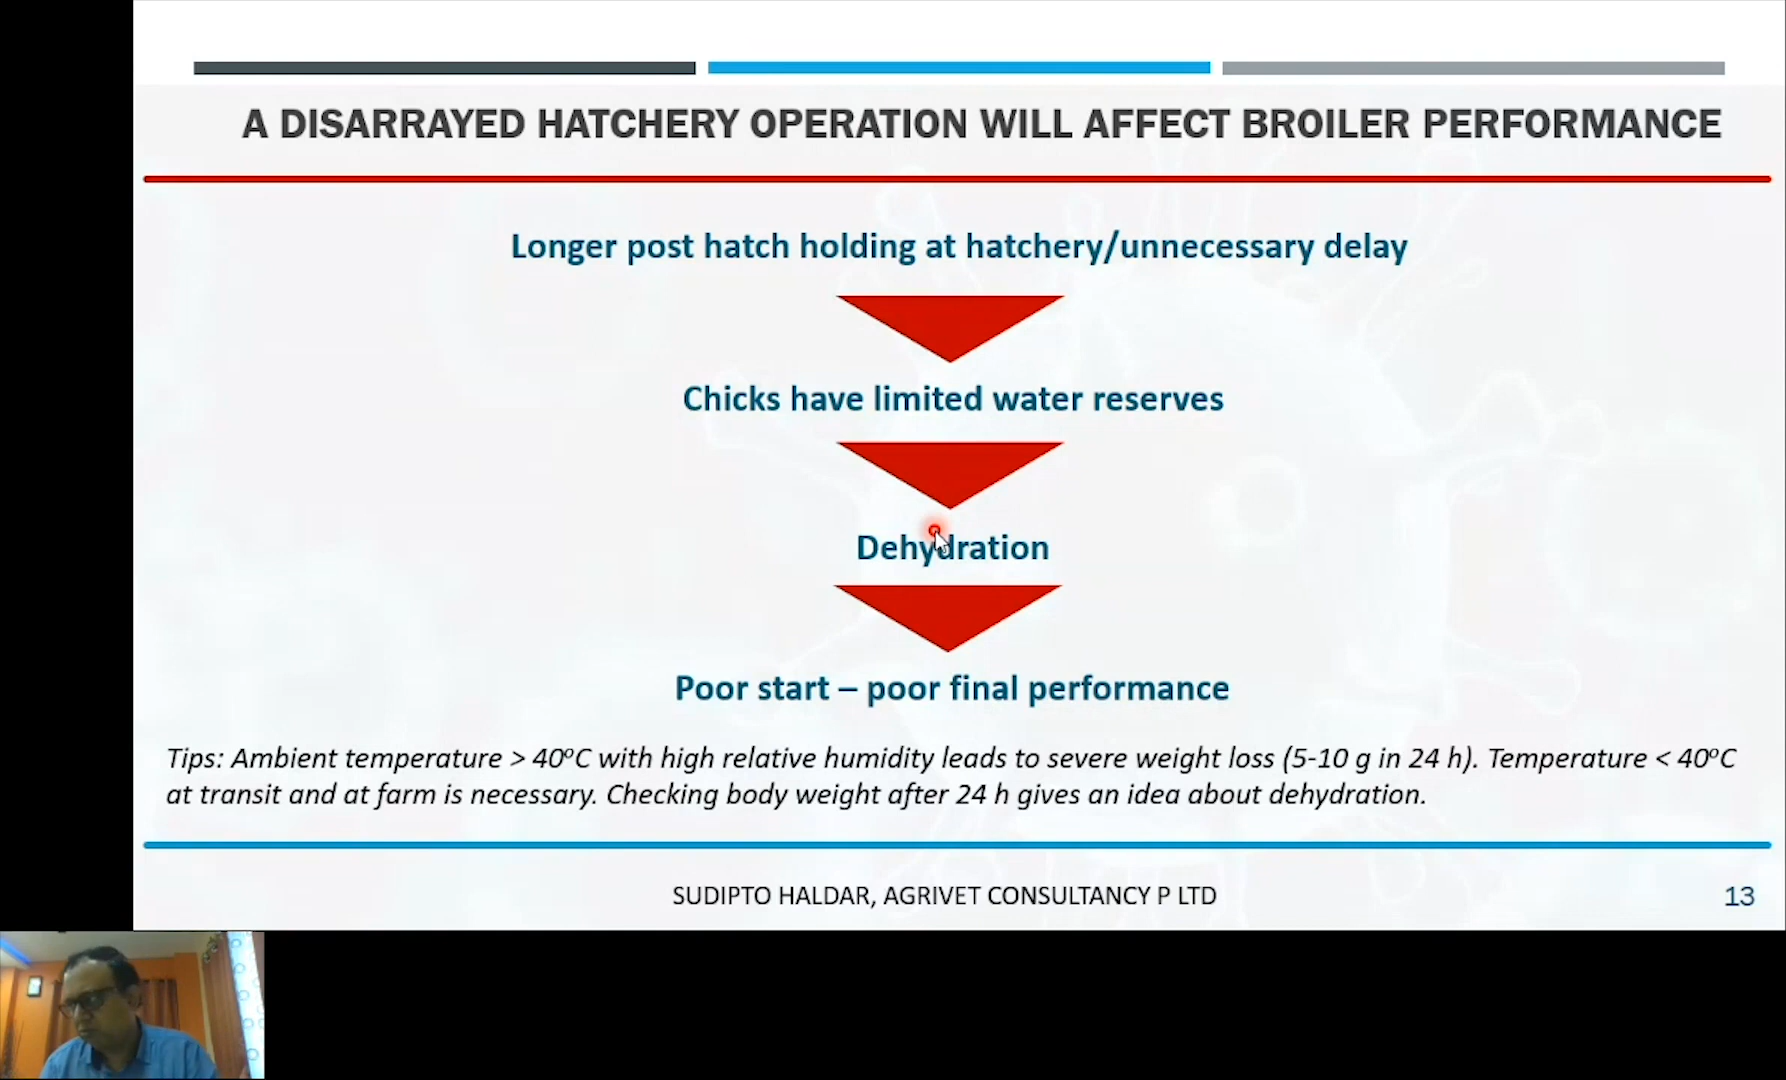 A DISARRAYED HATCHERY OPERATION WILL AFFECT BROILER PERFORMANCE
Longer post hatch holding at hatchery/unnecessary delay
Chicks have limited water reserves
Dehydration
Poor start – poor final performance
Tips: Ambient temperature > 40ºC with high relative humidity leads to severe weight loss (5-10 g in 24 h). Temperature < 40ºC
at transit and at farm is necessary. Checking body weight after 24 h gives an idea about dehydration.
SUDIPTO HALDAR, AGRIVET CONSULTANCY P LTD
13